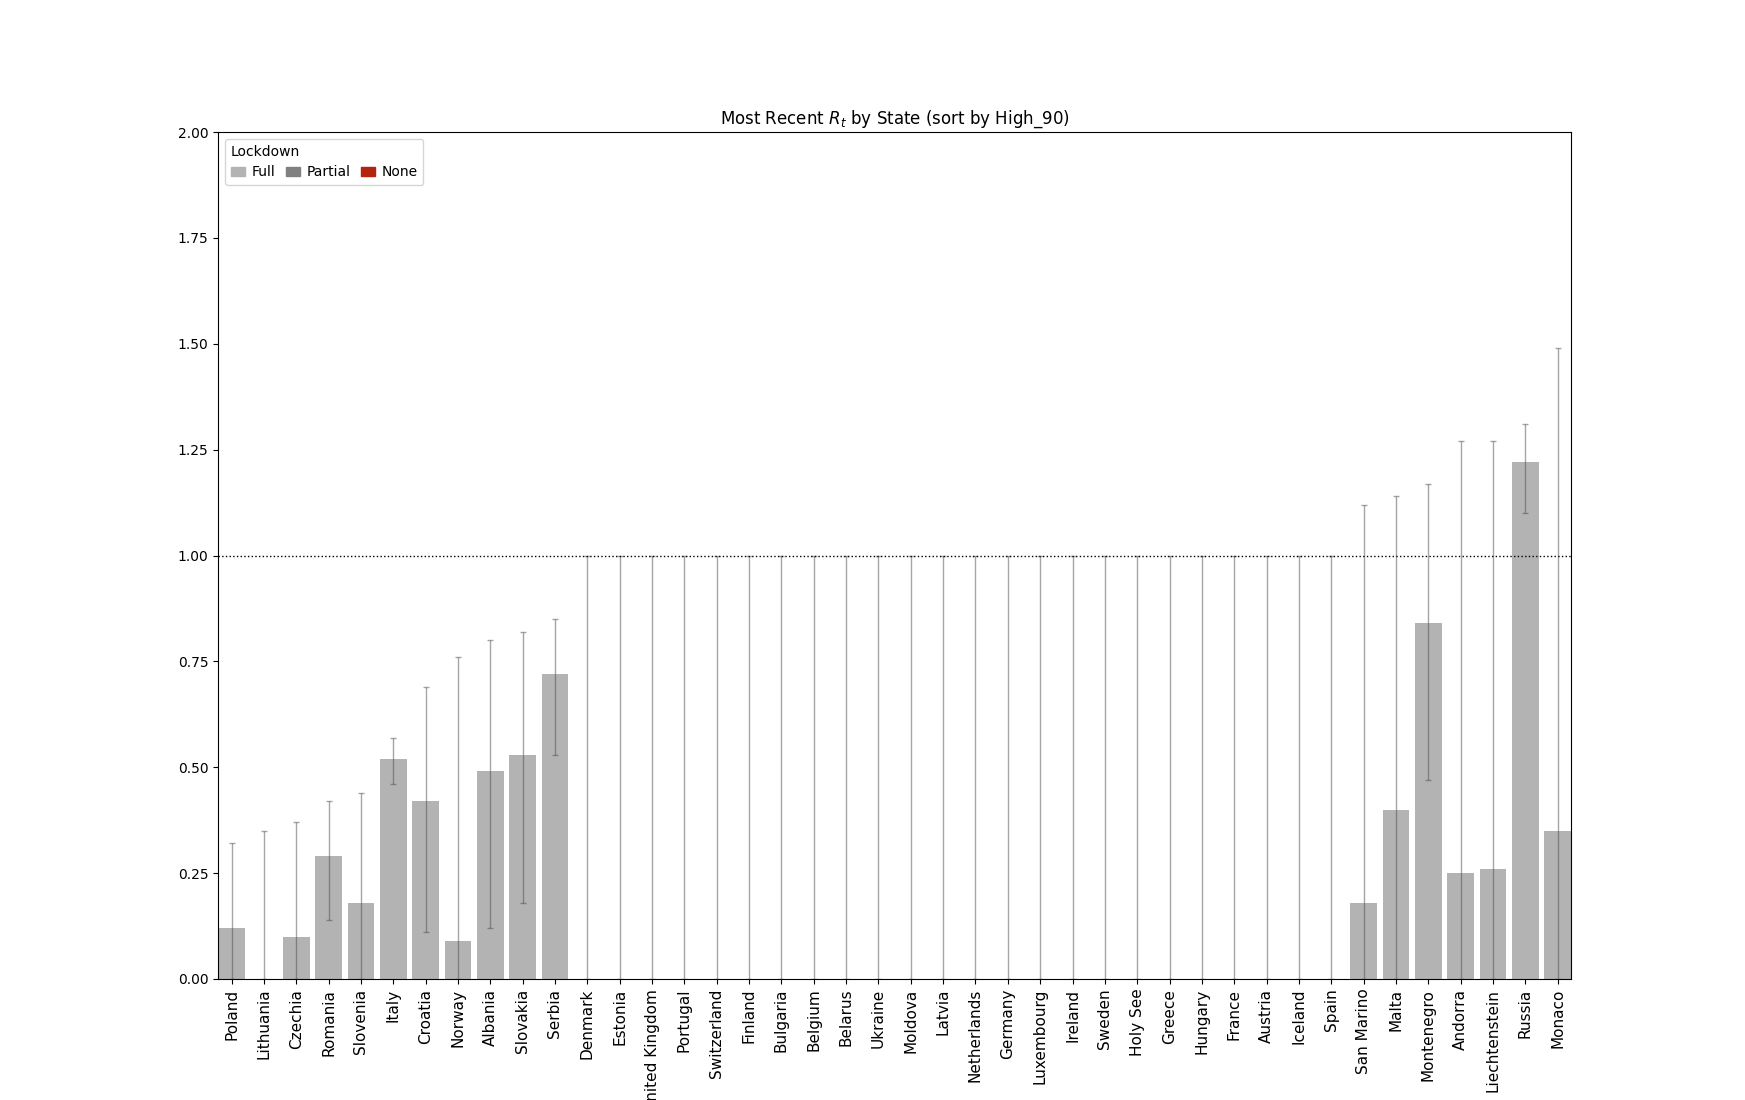 Most Recent Rt by State (sort by High_90)
Lockdown
Full Partial None
2.00
1.75
1.50
1.25
1.00
0.75
0.50
0.25
0.00
Poland
Lithuania
Czechia
Romania
Slovenia
Italy
Croatia
Norway
Albania
Slovakia
Serbia
Denmark
Estonia
nited Kingdom
Portugal
Switzerland
Finland
Bulgaria
Belgium
Belarus
Ukraine
Moldova
Latvia
Netherlands
Germany
Luxembourg
Ireland
Sweden
Holy See
Greece
Hungary
France
Austria
Iceland
Spain
San Marino
Malta
Montenegro
Andorra
Liechtenstein
Russia
Monaco